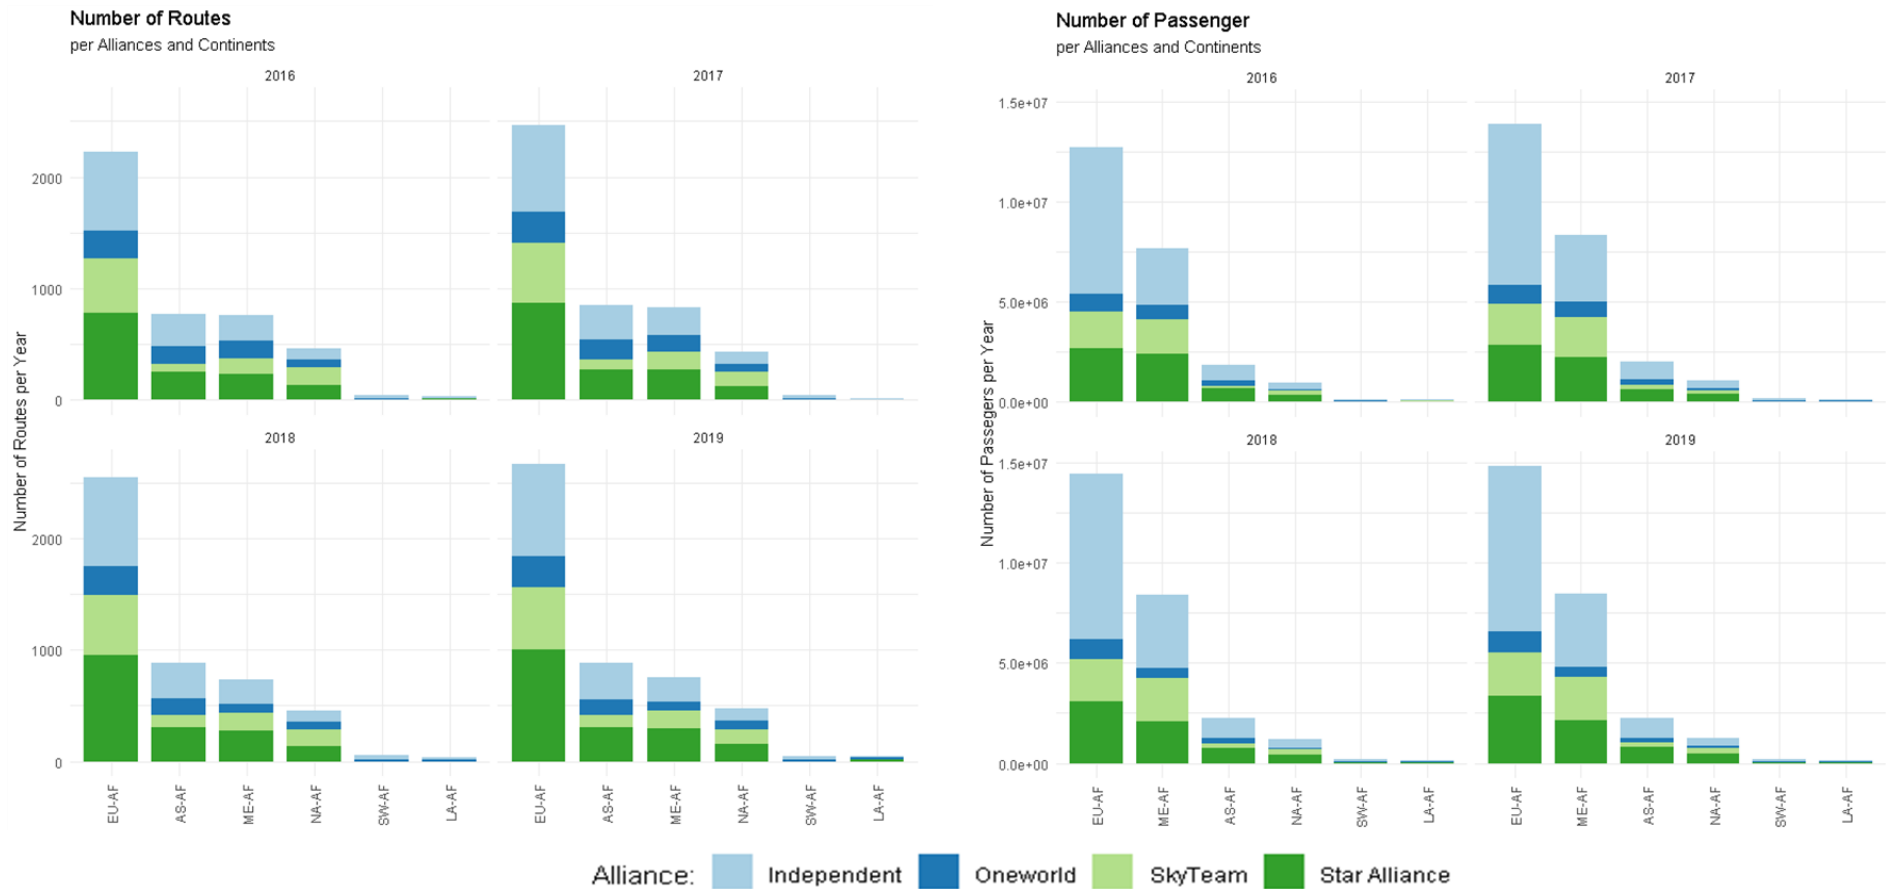 Number of Routes
per Alliances and Continents
2016
2017
2000
1000
0
2018
2019
2000
1000
0
Number of Routes per Year
EU-AF
AS-AF
ME-AF
NA-AF
SW-AF
LA-AF
EU-AF
AS-AF
ME-AF
NA-AF
SW-AF
LA-AF
Number of Passenger
per Alliances and Continents
2016
2017
1.5e+07
1.0e+07
5.0e+06
0.0e+00
2018
2019
1.5e+07
1.0e+07
5.0e+06
0.0e+00
Number of Passegers per Year
EU-AF
ME-AF
AS-AF
NA-AF
SW-AF
LA-AF
EU-AF
ME-AF
AS-AF
NA-AF
SW-AF
LA-AF
Alliance: Independent Oneworld SkyTeam Star Alliance